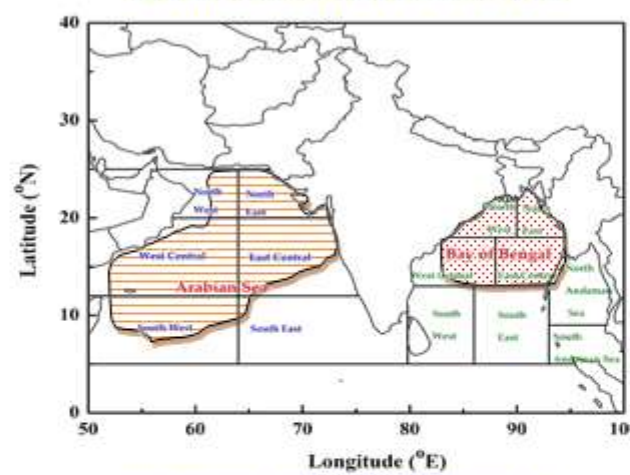 40
30
20
10
0
50
60
70
80
90
100
Latitude (°N)
Longitude (°E)
North
West
North
East
West Central
East Central
Arabian Sea
South West
South East
Bay of Bengal
West Central
East Central
South
West
South
East
North
Andaman
Sea
South
Andaman Sea